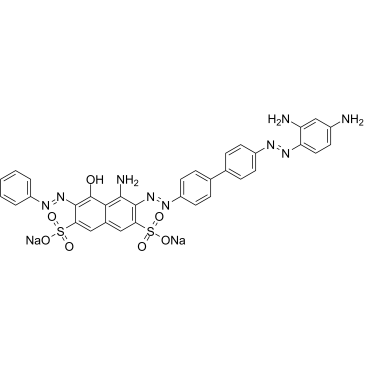 H₂N NH₂
N
N
OH NH₂
N N
N N
O O
S S
NaO O O ONa